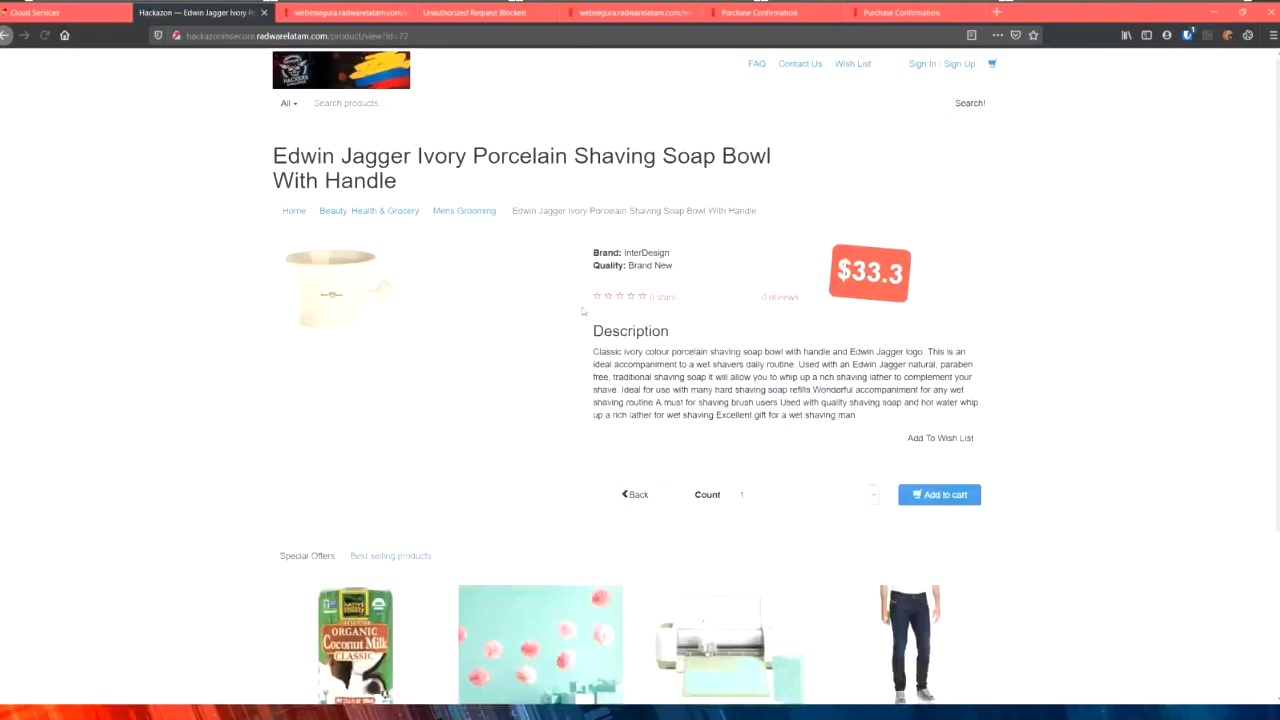 Cloud Services
Hackazon — Edwin Jagger Ivory P
websegura.radwarelatam.com/
Unauthorized Request Blocked
websegura.radwarelatam.com/m
Purchase Confirmation
Purchase Confirmation
hackazoninsecure.radwarelatam.com/product/view?id=72
HACKERS
FAQ Contact Us Wish List Sign In / Sign Up
All Search products.. Search!
Edwin Jagger Ivory Porcelain Shaving Soap Bowl
With Handle
Home Beauty, Health & Grocery Mens Grooming Edwin Jagger Ivory Porcelain Shaving Soap Bowl With Handle
Brand: InterDesign
Quality: Brand New
$33.3
0 stars 0 reviews
Description
Classic ivory colour porcelain shaving soap bowl with handle and Edwin Jagger logo. This is an
ideal accompaniment to a wet shavers daily routine. Used with an Edwin Jagger natural, paraben
free, traditional shaving soap it will allow you to whip up a rich shaving lather to complement your
shave. Ideal for use with many hard shaving soap refills Wonderful accompaniment for any wet
shaving routine A must for shaving brush users Used with quality shaving soap and hot water whip
up a rich lather for wet shaving Excellent gift for a wet shaving man
Add To Wish List
Back Count 1 Add to cart
Special Offers Best selling products
NATIVE
FOREST
ORGANIC
Coconut Milk
CLASSIC